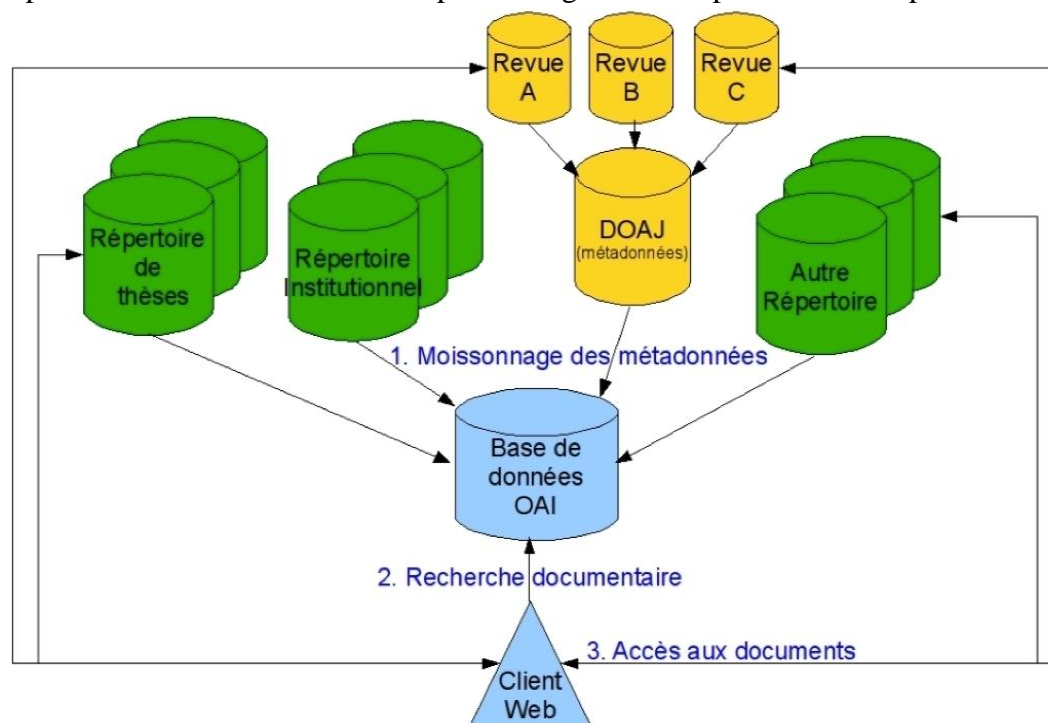 Revue
A
Revue
B
Revue
C
Répertoire
de
thèses
Répertoire
Institutionnel
DOAJ
(métadonnées)
Autre
Répertoire
1. Moissonnage des métadonnées
Base de
données
OAI
2. Recherche documentaire
3. Accès aux documents
Client
Web